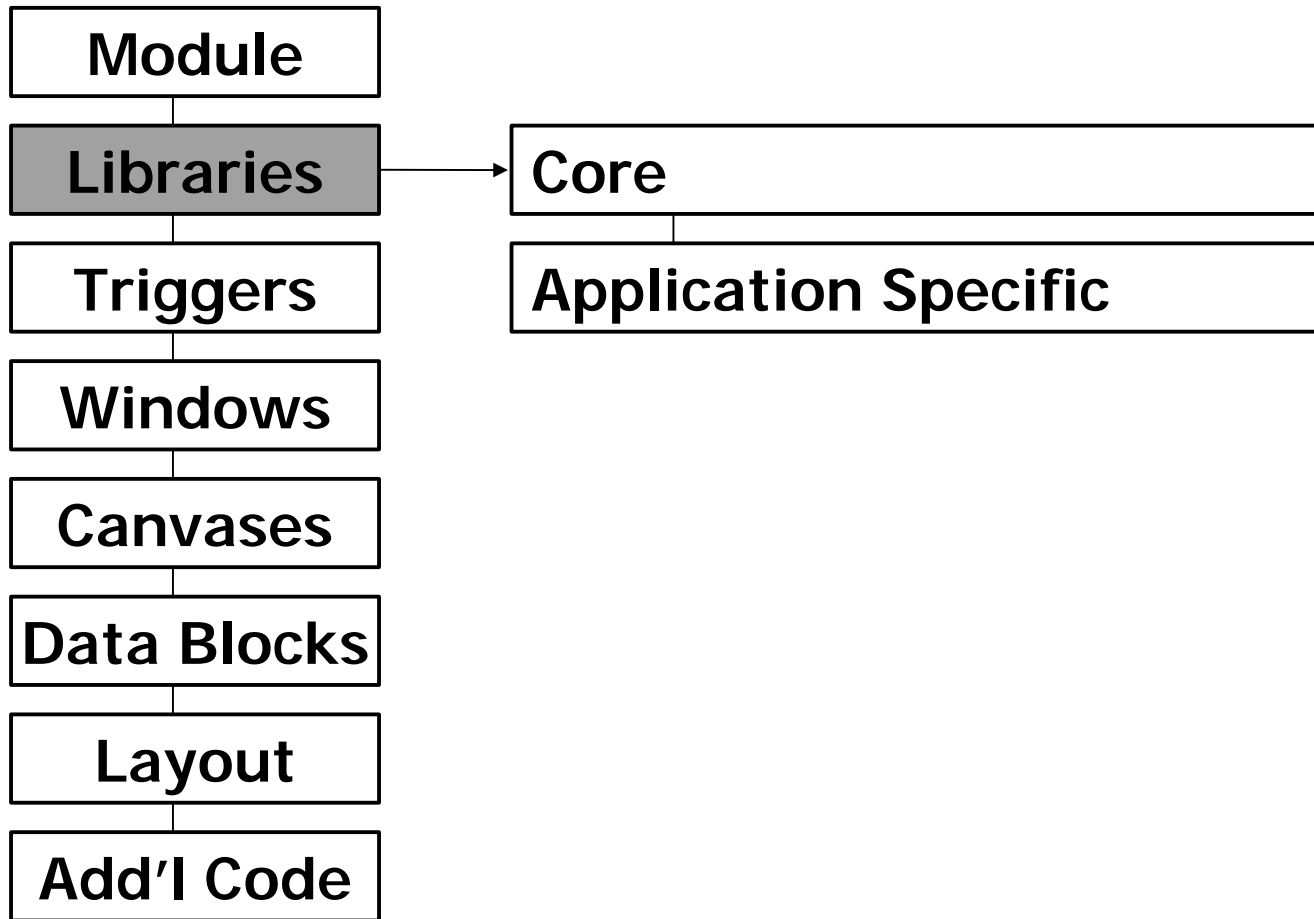 Module
Libraries
Core
Triggers
Application Specific
Windows
Canvases
Data Blocks
Layout
Add’l Code